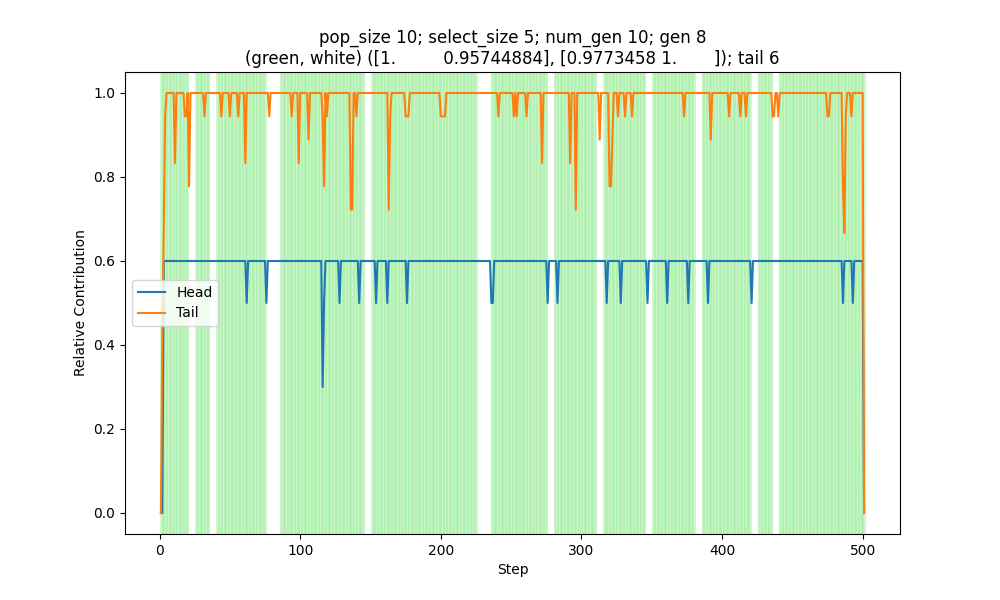 pop_size 10; select_size 5; num_gen 10; gen 8
(green, white) ([1. 0.95744884], [0.9773458 1. ]); tail 6
1.0
0.8
0.6
0.4
0.2
0.0
Relative Contribution
Head
Tail
0 100 200 300 400 500
Step